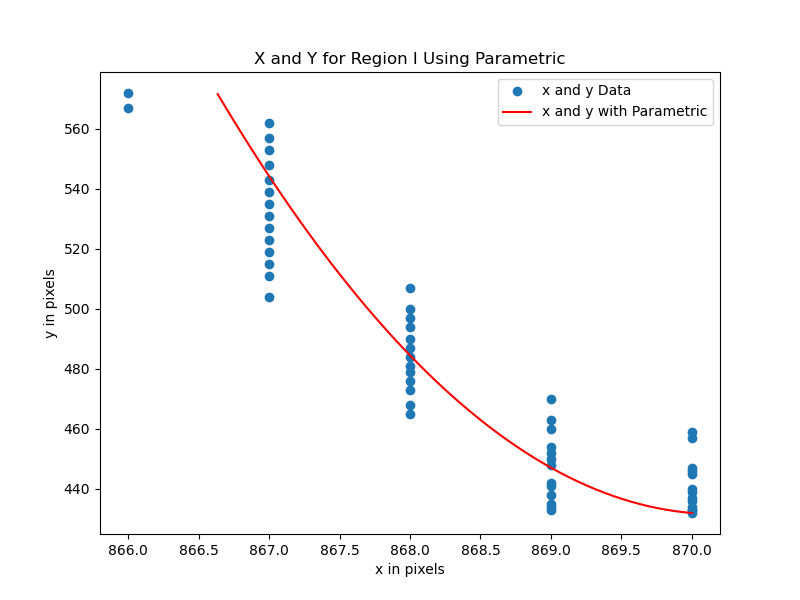 X and Y for Region I Using Parametric
x and y Data
x and y with Parametric
560
540
520
500
480
460
440
y in pixels
866.0 866.5 867.0 867.5 868.0 868.5 869.0 869.5 870.0
x in pixels